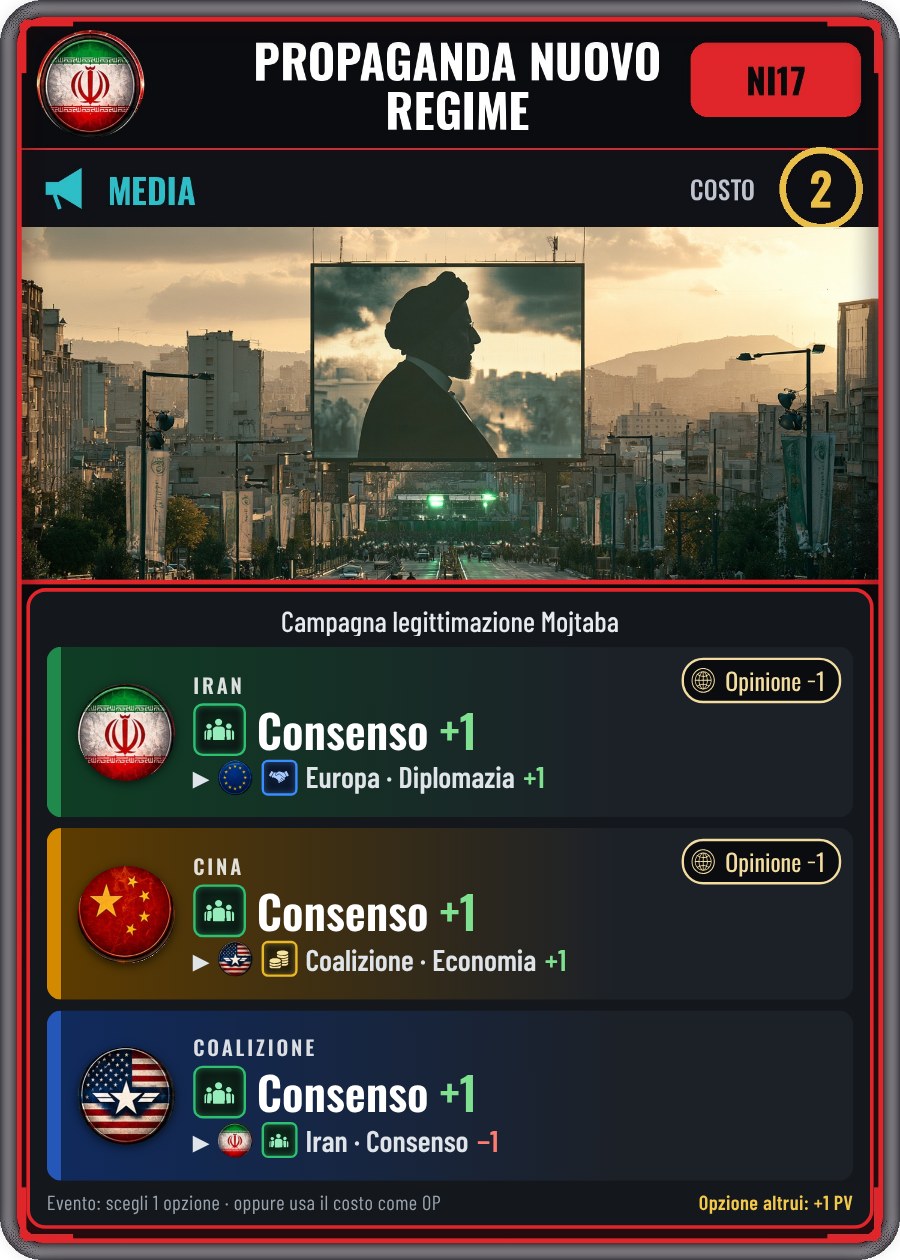 PROPAGANDA NUOVO
REGIME
NI17
MEDIA
COSTO
2
Campagna legittimazione Mojtaba
IRAN
Opinione −1
Consenso +1
▶ Europa · Diplomazia +1
CINA
Opinione −1
Consenso +1
▶ Coalizione · Economia +1
COALIZIONE
Consenso +1
▶ Iran · Consenso −1
Evento: scegli 1 opzione · oppure usa il costo come OP
Opzione altrui: +1 PV